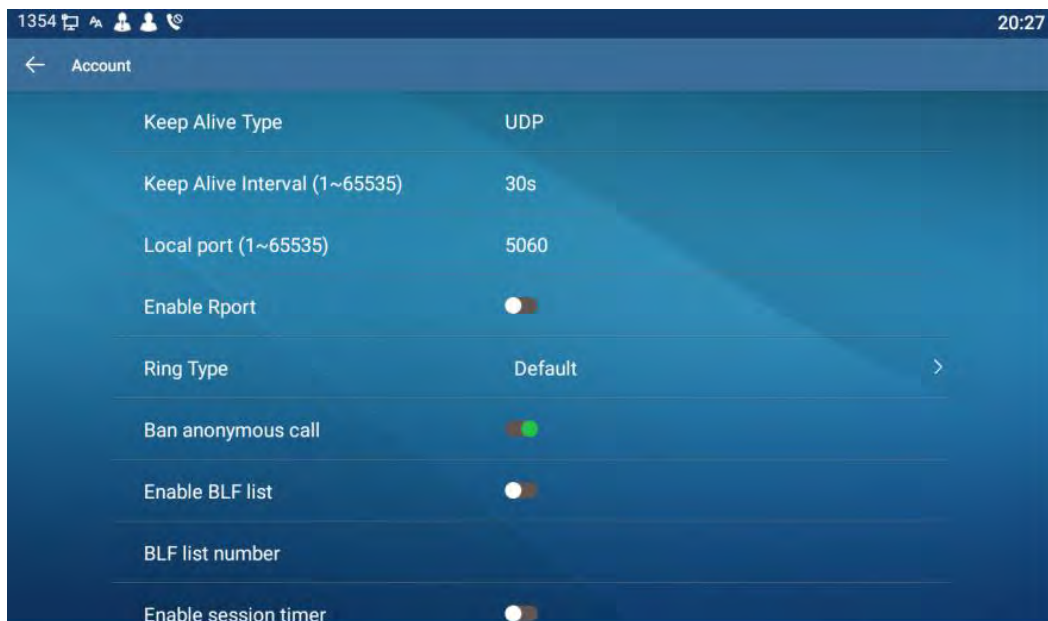 1354 20:27
Account
Keep Alive Type UDP
Keep Alive Interval (1~65535) 30s
Local port (1~65535) 5060
Enable Rport
Ring Type Default
Ban anonymous call
Enable BLF list
BLF list number
Enable session timer